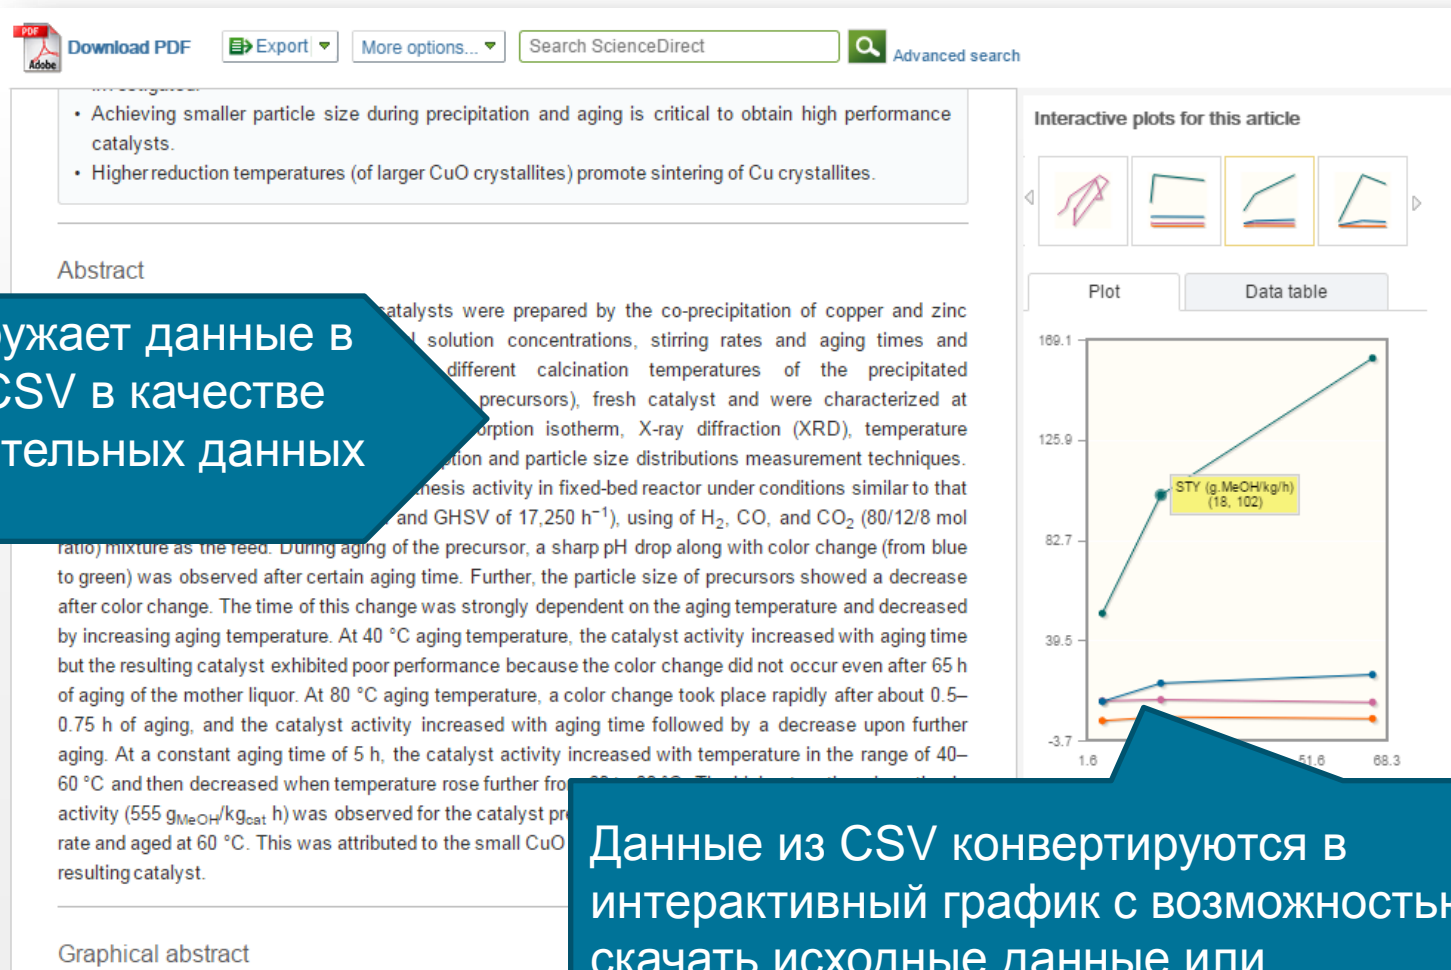 PDF
Adobe
Download PDF
Export
More options...
Search ScienceDirect
Advanced search
• Achieving smaller particle size during precipitation and aging is critical to obtain high performance
catalysts.
• Higher reduction temperatures (of larger CuO crystallites) promote sintering of Cu crystallites.
Abstract
catalysts were prepared by the co-precipitation of copper and zinc
solution concentrations, stirring rates and aging times and
different calcination temperatures of the precipitated
precursors), fresh catalyst and were characterized at
isotherm, X-ray diffraction (XRD), temperature
and particle size distributions measurement techniques.
activity in fixed-bed reactor under conditions similar to that
and GHSV of 17,250 h⁻¹), using of H₂, CO, and CO₂ (80/12/8 mol
ratio) mixture as the feed. During aging of the precursor, a sharp pH drop along with color change (from blue
to green) was observed after certain aging time. Further, the particle size of precursors showed a decrease
after color change. The time of this change was strongly dependent on the aging temperature and decreased
by increasing aging temperature. At 40 °C aging temperature, the catalyst activity increased with aging time
but the resulting catalyst exhibited poor performance because the color change did not occur even after 65 h
of aging of the mother liquor. At 80 °C aging temperature, a color change took place rapidly after about 0.5–
0.75 h of aging, and the catalyst activity increased with aging time followed by a decrease upon further
aging. At a constant aging time of 5 h, the catalyst activity increased with temperature in the range of 40–
60 °C and then decreased when temperature rose further
activity (555 gMeOH/kgcat h) was observed for the catalyst
rate and aged at 60 °C. This was attributed to the small CuO
resulting catalyst.
Graphical abstract
ужает данные в
CSV в качестве
тельных данных
Interactive plots for this article
Plot
Data table
169.1
125.9
82.7
39.5
-3.7
1.6
51.6
68.3
STY (g.MeOH/kg/h)
(18, 102)
Данные из CSV конвертируются в
интерактивный график с возможностью
скачать исходные данные или